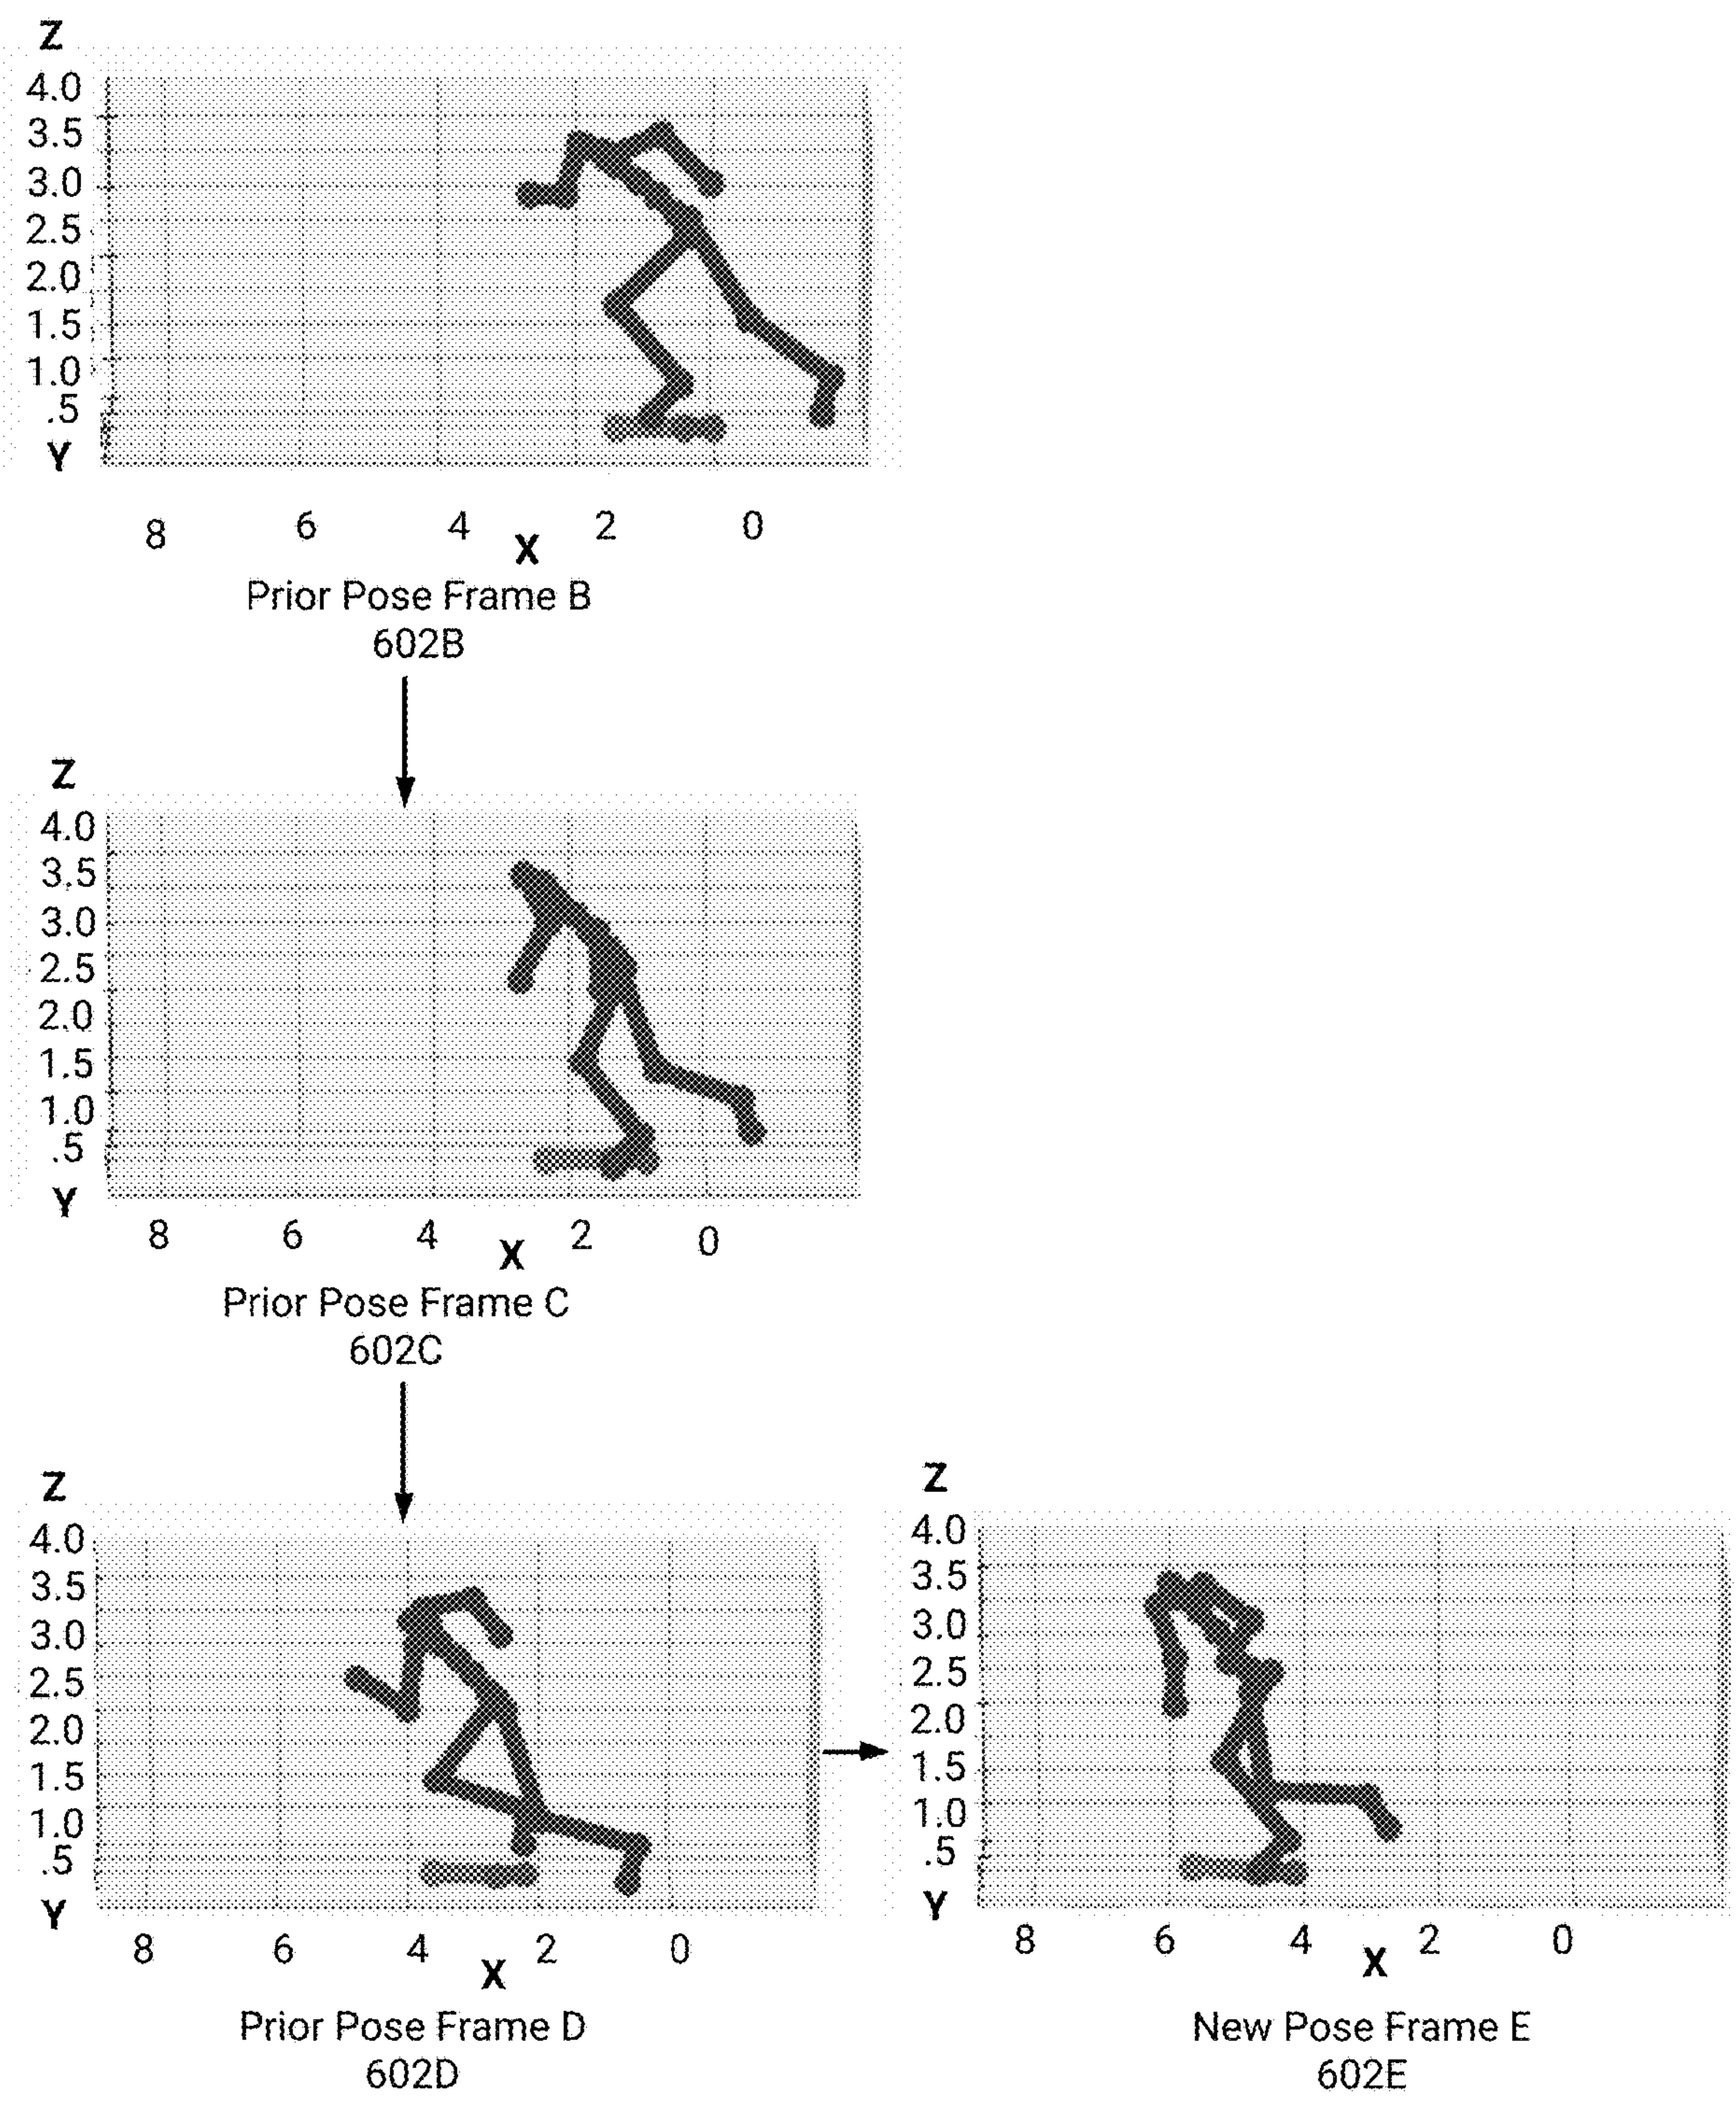 Z
4.0
3.5
3.0
2.5
2.0
1.5
1.0
.5
Y
8 6 4 2 0
X
Prior Pose Frame B
602B
Z
4.0
3.5
3.0
2.5
2.0
1.5
1.0
.5
Y
8 6 4 2 0
X
Prior Pose Frame C
602C
Z
4.0
3.5
3.0
2.5
2.0
1.5
1.0
.5
Y
8 6 4 2 0
X
Prior Pose Frame D
602D
Z
4.0
3.5
3.0
2.5
2.0
1.5
1.0
.5
Y
8 6 4 2 0
X
New Pose Frame E
602E